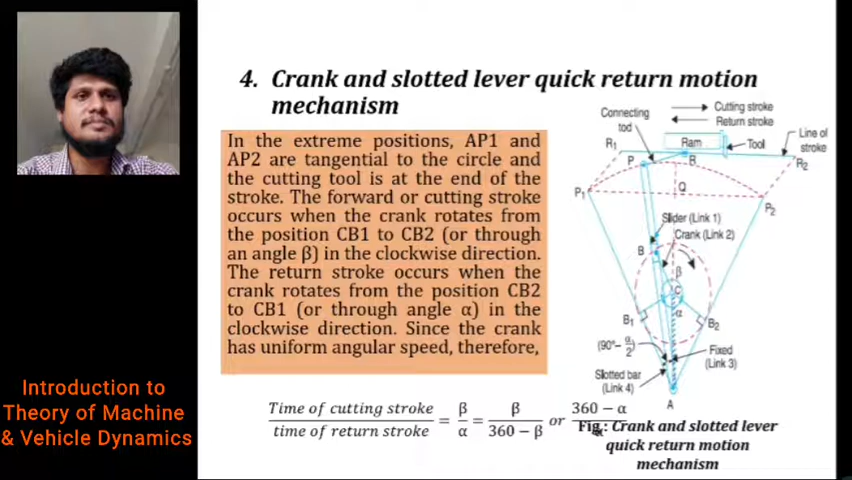 4. Crank and slotted lever quick return motion
mechanism
In the extreme positions, AP1 and
AP2 are tangential to the circle and
the cutting tool is at the end of the
stroke. The forward or cutting stroke
occurs when the crank rotates from
the position CB1 to CB2 (or through
an angle β) in the clockwise direction.
The return stroke occurs when the
crank rotates from the position CB2
to CB1 (or through angle α) in the
clockwise direction. Since the crank
has uniform angular speed, therefore,
Time of cutting stroke / time of return stroke = β / α = β / 360 − β or 360 − α / α
Connecting
tod
Cutting stroke
Return stroke
R1
Ram
Tool
Line of
stroke
P
R
R2
P1
Q
P2
Slider (Link 1)
Crank (Link 2)
B
β
C
α
B1
B2
(90° − α/2)
Fixed
(Link 3)
Slotted bar
(Link 4)
A
Fig.: Crank and slotted lever
quick return motion
mechanism
Introduction to
Theory of Machine
& Vehicle Dynamics